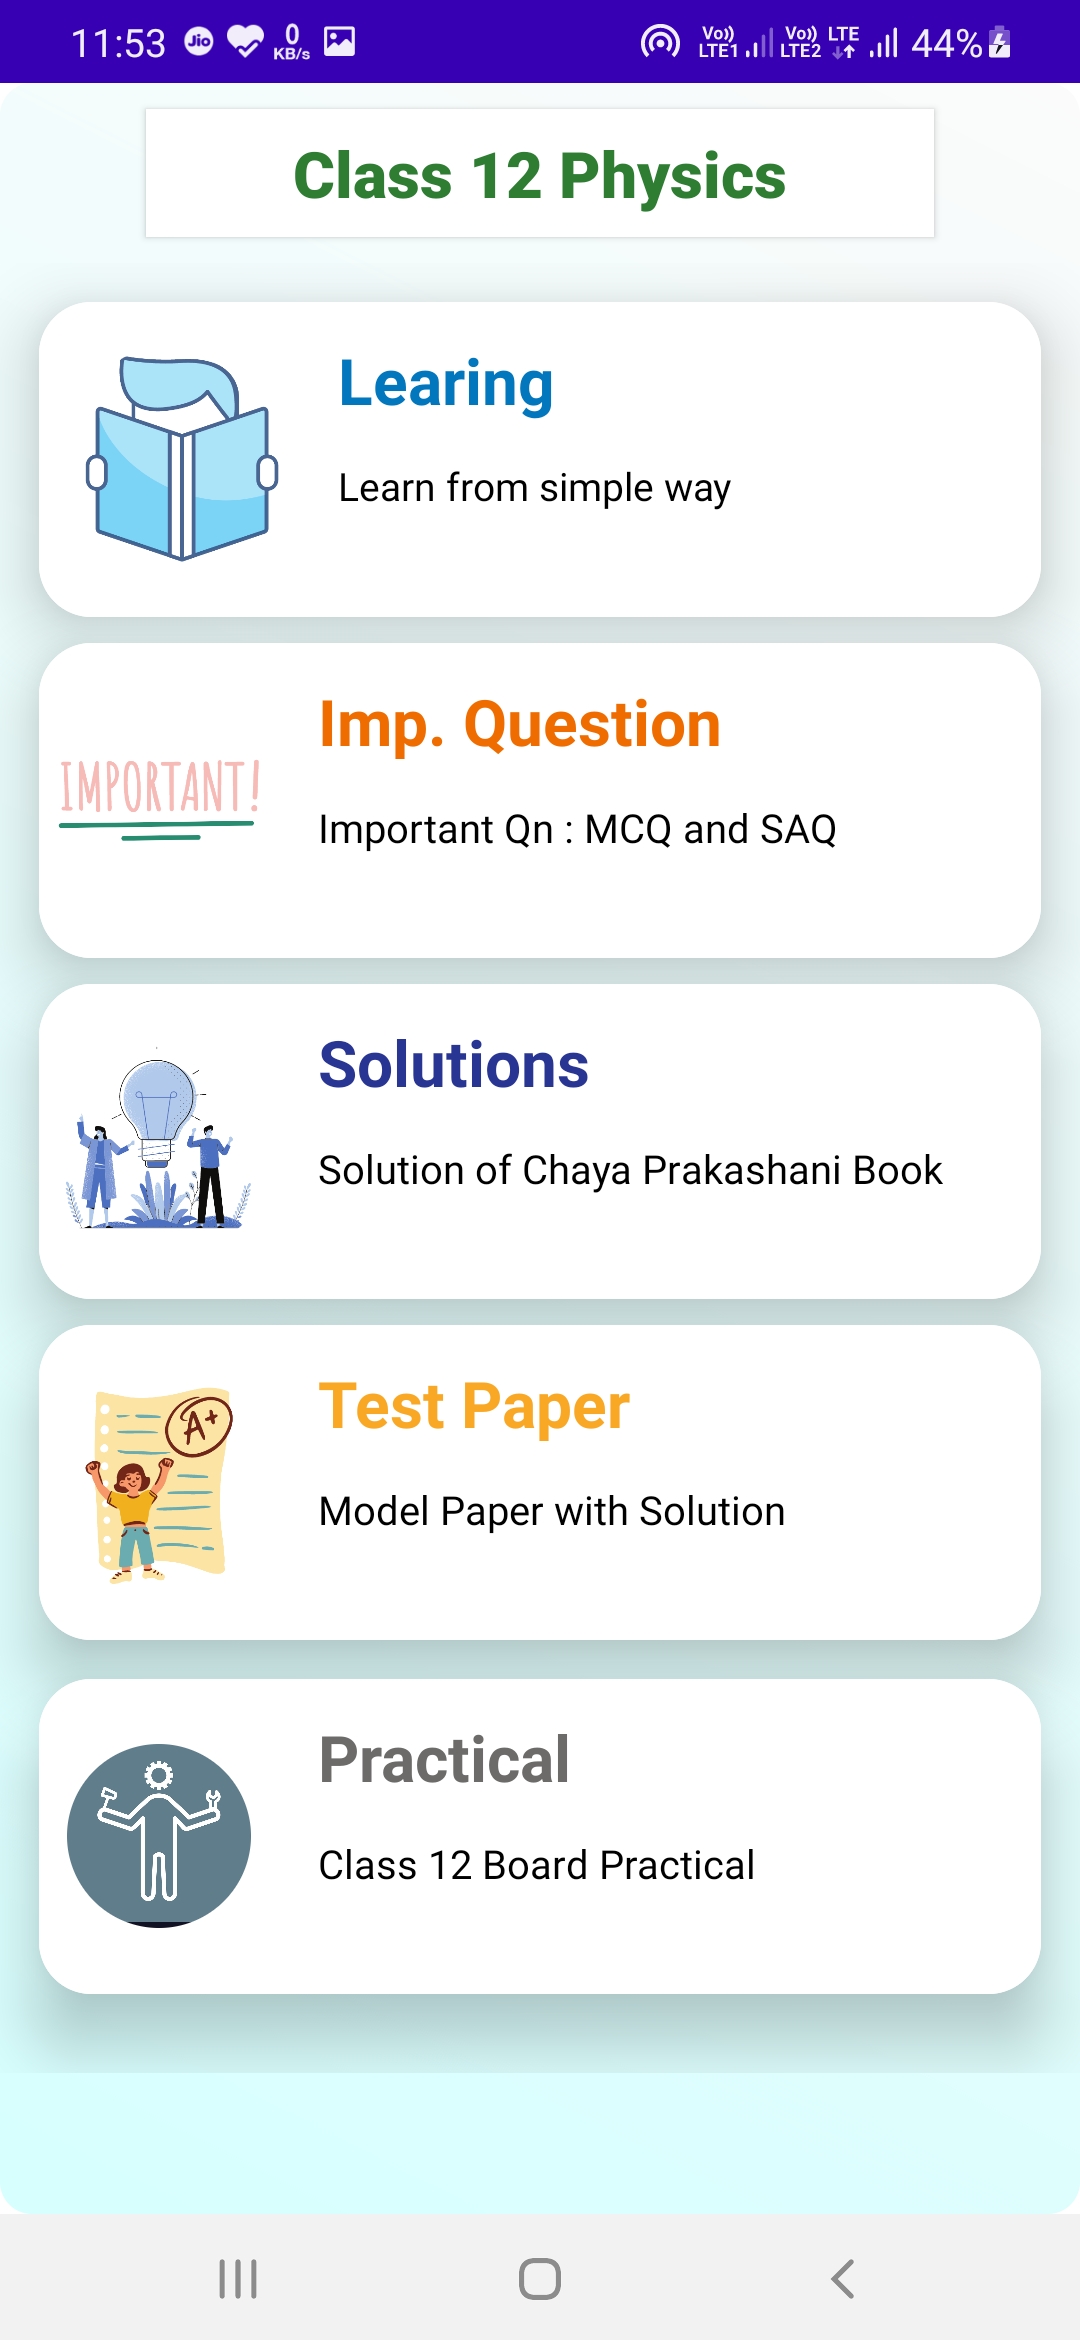 11:53 Jio 0 KB/s Vo)) LTE1 Vo)) LTE2 LTE 44%
Class 12 Physics
Learing
Learn from simple way
Imp. Question
IMPORTANT!
Important Qn : MCQ and SAQ
Solutions
Solution of Chaya Prakashani Book
Test Paper
A+
Model Paper with Solution
Practical
Class 12 Board Practical